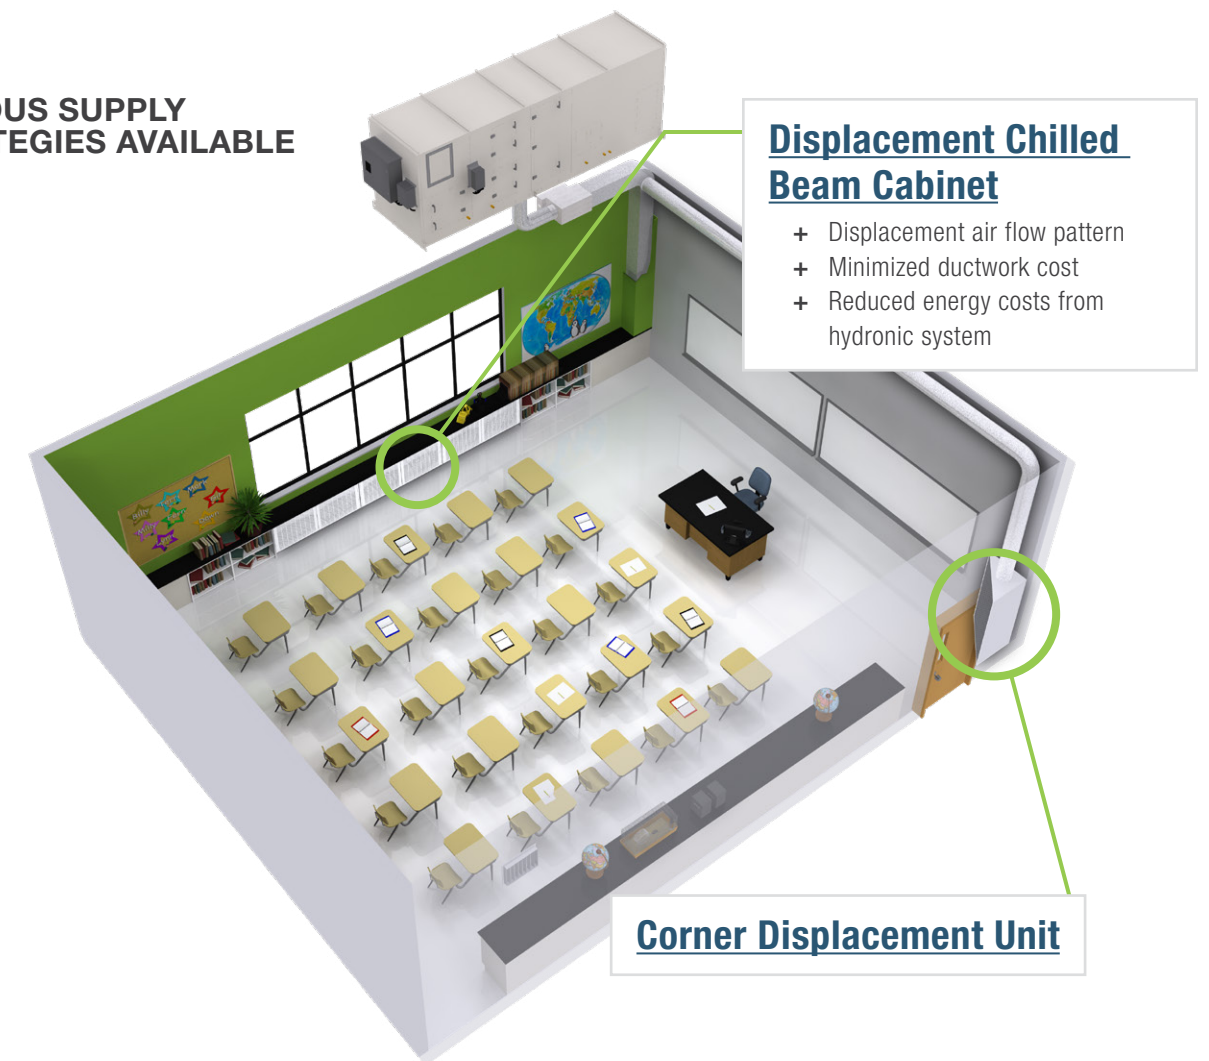 OUS SUPPLY
TEGIES AVAILABLE
Displacement Chilled
Beam Cabinet
+ Displacement air flow pattern
+ Minimized ductwork cost
+ Reduced energy costs from
hydronic system
Corner Displacement Unit